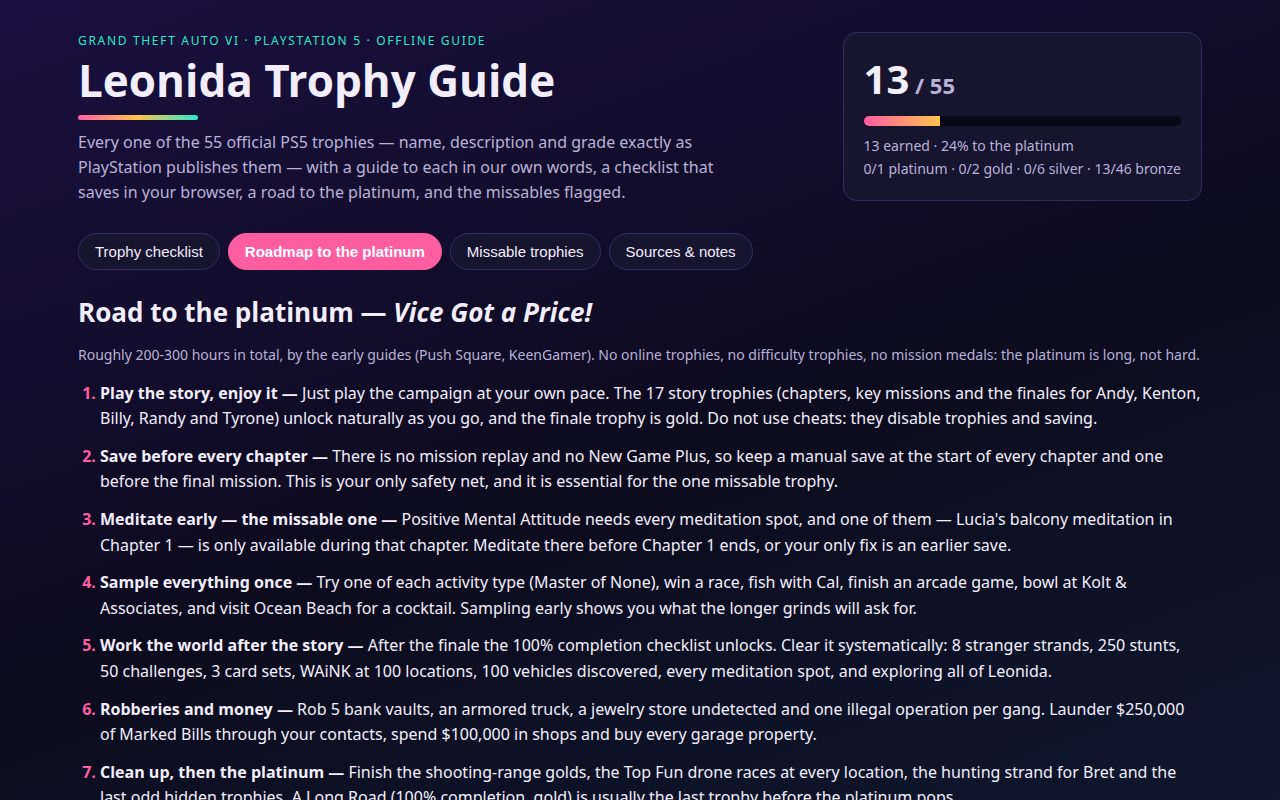 GRAND THEFT AUTO VI · PLAYSTATION 5 · OFFLINE GUIDE
Leonida Trophy Guide
Every one of the 55 official PS5 trophies — name, description and grade exactly as
PlayStation publishes them — with a guide to each in our own words, a checklist that
saves in your browser, a road to the platinum, and the missables flagged.
13 / 55
13 earned · 24% to the platinum
0/1 platinum · 0/2 gold · 0/6 silver · 13/46 bronze
Trophy checklist
Roadmap to the platinum
Missable trophies
Sources & notes
Road to the platinum — Vice Got a Price!
Roughly 200-300 hours in total, by the early guides (Push Square, KeenGamer). No online trophies, no difficulty trophies, no mission medals: the platinum is long, not hard.
1. Play the story, enjoy it — Just play the campaign at your own pace. The 17 story trophies (chapters, key missions and the finales for Andy, Kenton,
Billy, Randy and Tyrone) unlock naturally as you go, and the finale trophy is gold. Do not use cheats: they disable trophies and saving.
2. Save before every chapter — There is no mission replay and no New Game Plus, so keep a manual save at the start of every chapter and one
before the final mission. This is your only safety net, and it is essential for the one missable trophy.
3. Meditate early — the missable one — Positive Mental Attitude needs every meditation spot, and one of them — Lucia's balcony meditation in
Chapter 1 — is only available during that chapter. Meditate there before Chapter 1 ends, or your only fix is an earlier save.
4. Sample everything once — Try one of each activity type (Master of None), win a race, fish with Cal, finish an arcade game, bowl at Kolt &
Associates, and visit Ocean Beach for a cocktail. Sampling early shows you what the longer grinds will ask for.
5. Work the world after the story — After the finale the 100% completion checklist unlocks. Clear it systematically: 8 stranger strands, 250 stunts,
50 challenges, 3 card sets, WAiNK at 100 locations, 100 vehicles discovered, every meditation spot, and exploring all of Leonida.
6. Robberies and money — Rob 5 bank vaults, an armored truck, a jewelry store undetected and one illegal operation per gang. Launder $250,000
of Marked Bills through your contacts, spend $100,000 in shops and buy every garage property.
7. Clean up, then the platinum — Finish the shooting-range golds, the Top Fun drone races at every location, the hunting strand for Bret and the
last odd hidden trophies. A Long Road (100% completion, gold) is usually the last trophy before the platinum pops.